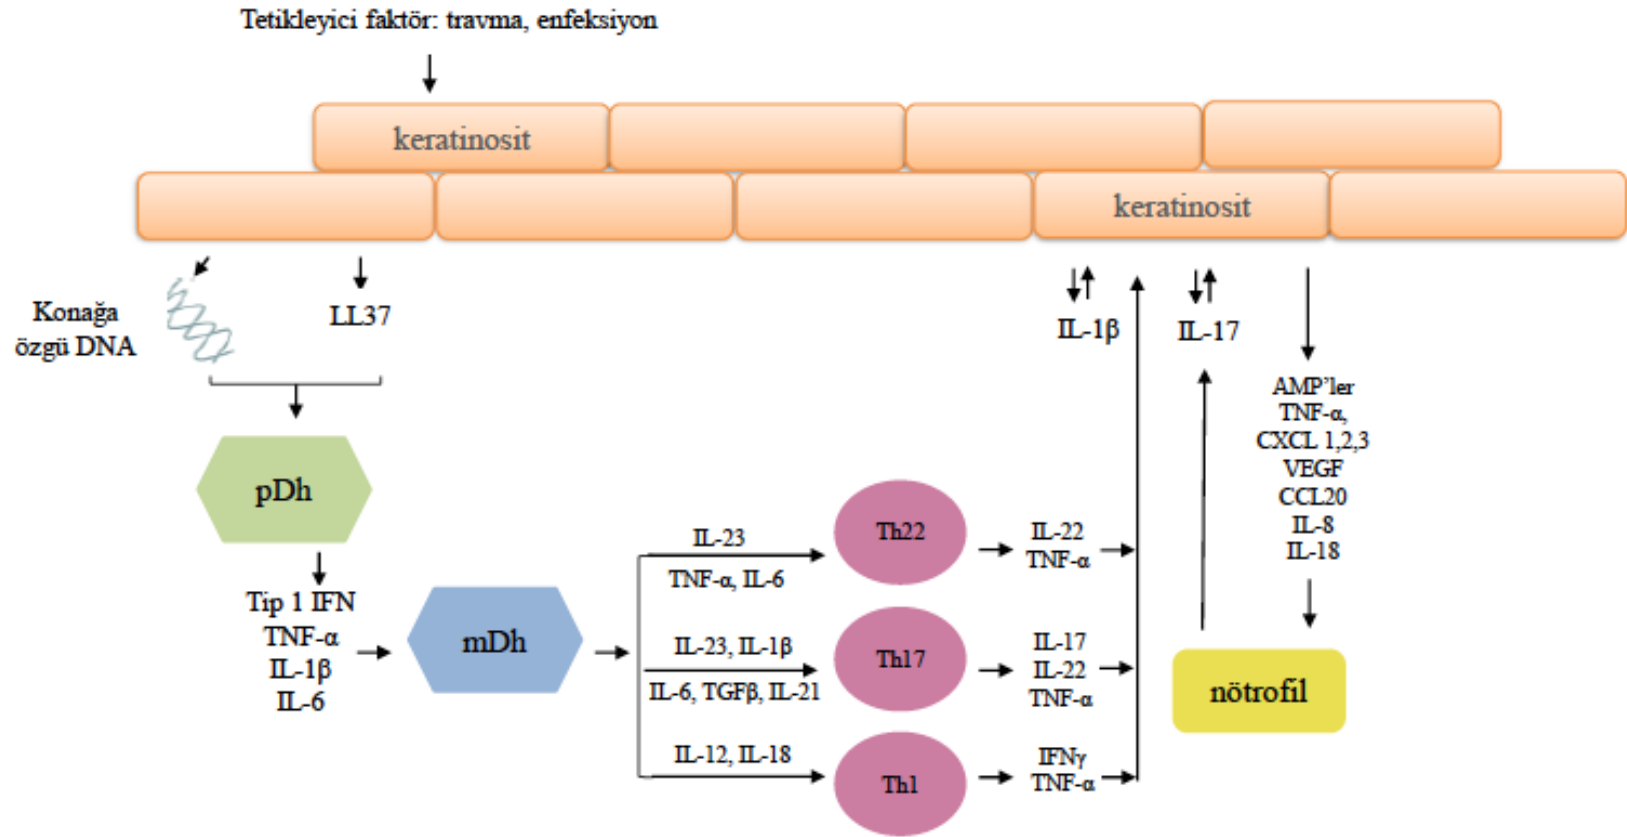 Tetikleyici faktör: travma, enfeksiyon
keratinosit
keratinosit
Konağa
özgü DNA
LL37
pDh
Tip 1 IFN
TNF-α
IL-1β
IL-6
mDh
IL-23
TNF-α, IL-6
Th22
IL-22
TNF-α
IL-23, IL-1β
IL-6, TGFβ, IL-21
Th17
IL-17
IL-22
TNF-α
IL-12, IL-18
Th1
IFNγ
TNF-α
IL-1β
IL-17
AMP’ler
TNF-α,
CXCL 1,2,3
VEGF
CCL20
IL-8
IL-18
nötrofil